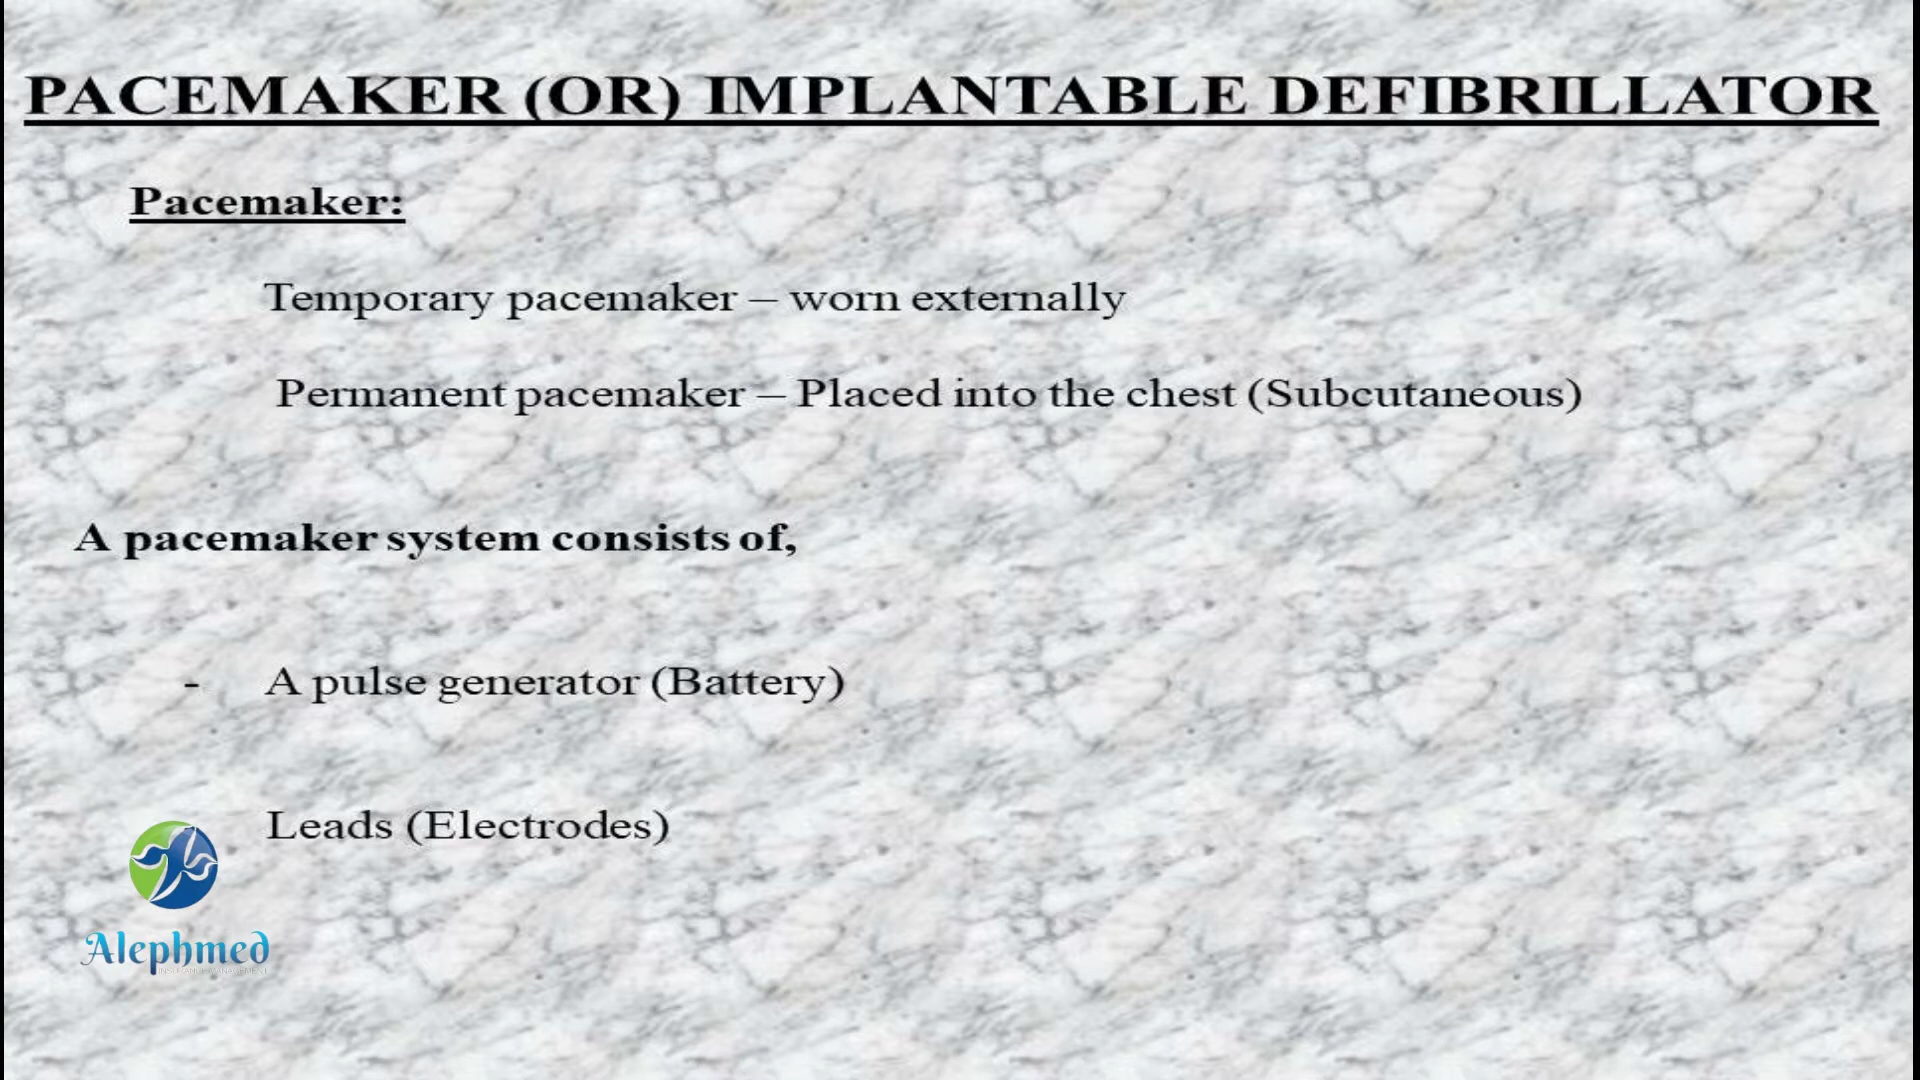 PACEMAKER (OR) IMPLANTABLE DEFIBRILLATOR
Pacemaker:
Temporary pacemaker – worn externally
Permanent pacemaker – Placed into the chest (Subcutaneous)
A pacemaker system consists of,
- A pulse generator (Battery)
Leads (Electrodes)
Alephmed